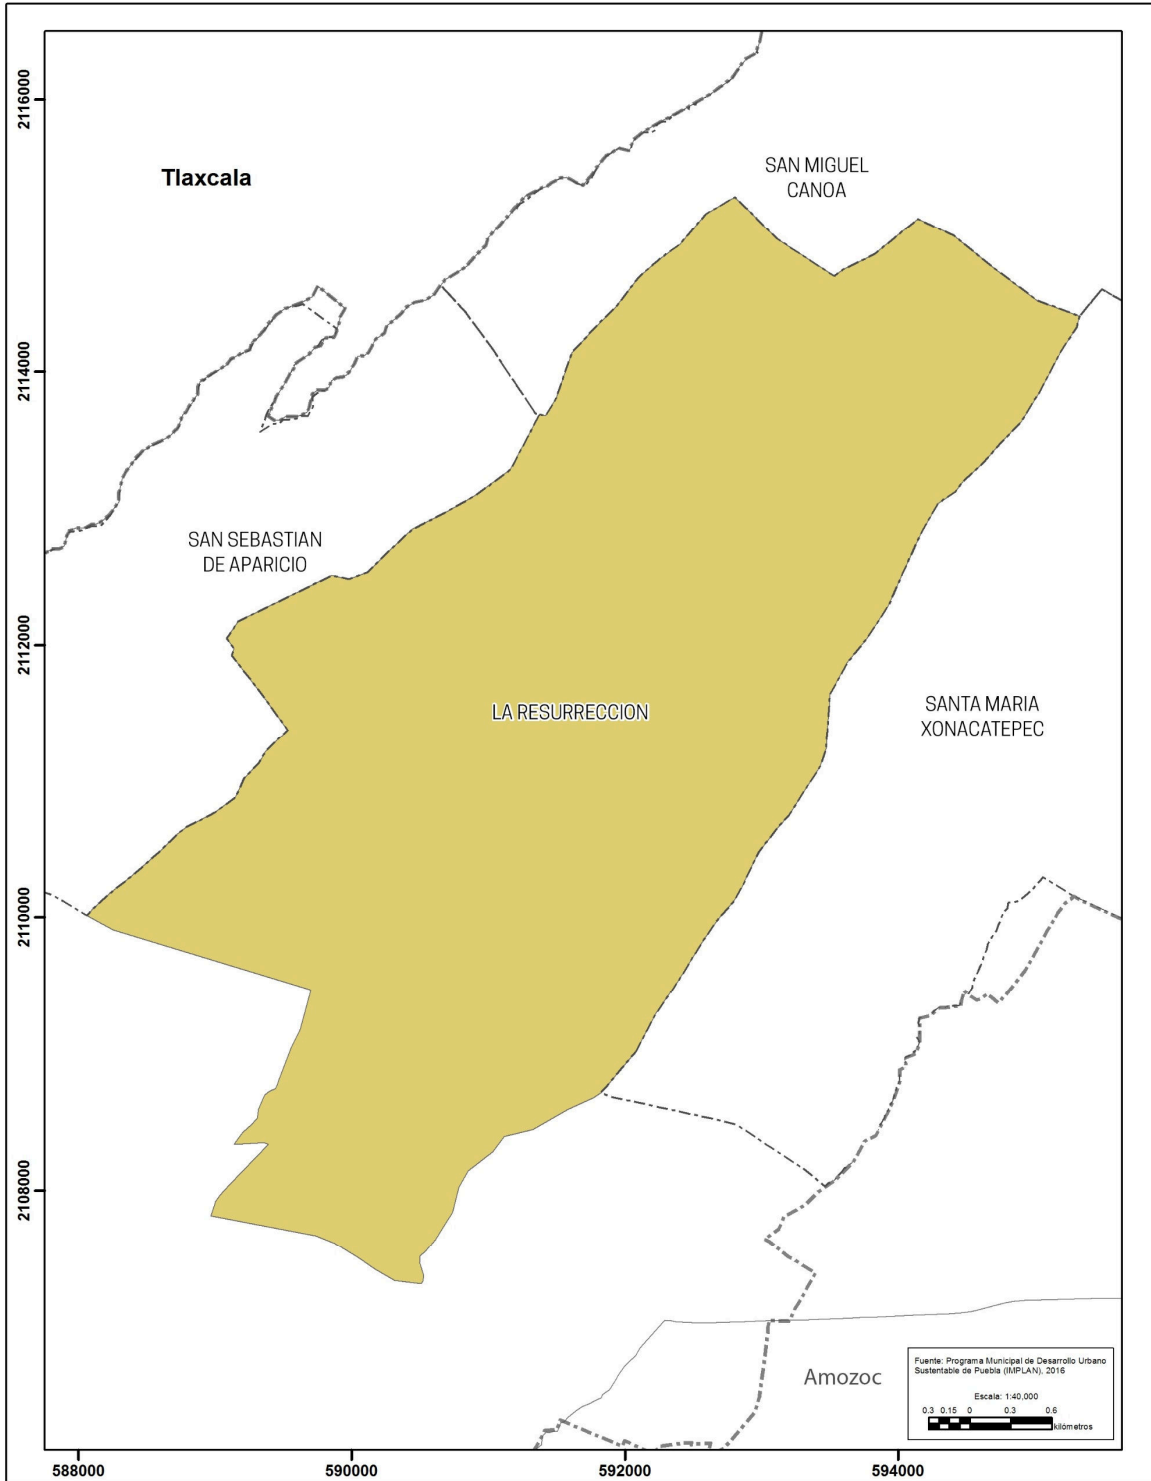 2116000
Tlaxcala
SAN MIGUEL
CANOA
2114000
SAN SEBASTIAN
DE APARICIO
2112000
LA RESURRECCION
SANTA MARIA
XONACATEPEC
2110000
2108000
Amozoc
Fuente: Programa Municipal de Desarrollo Urbano
Sustentable de Puebla (IMPLAN), 2016
Escala: 1:40,000
0.3 0.15 0 0.3 0.6
kilómetros
588000 590000 592000 594000